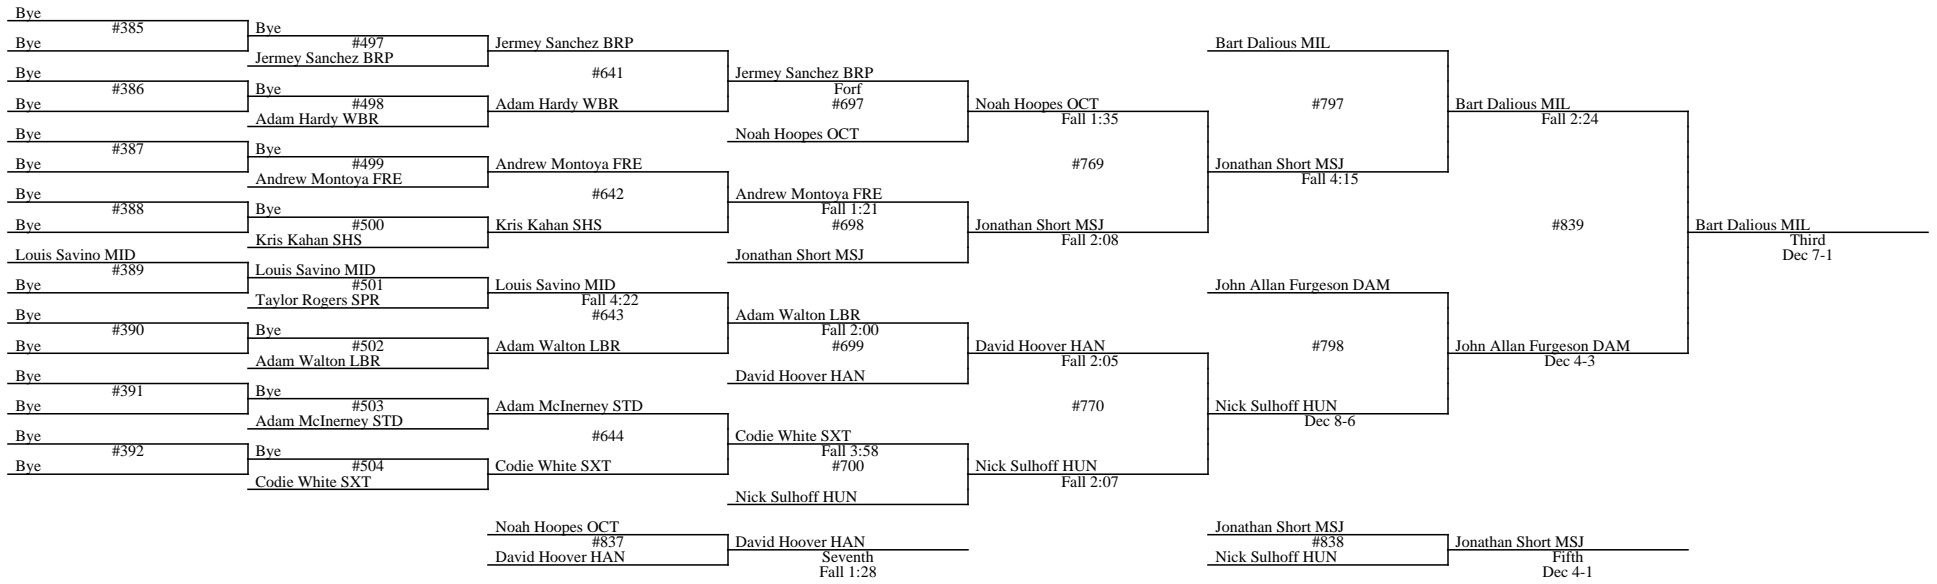 Bye
#385
Bye
Bye
#386
Bye
Bye
#387
Bye
Bye
#388
Bye
Louis Savino MID
#389
Bye
Bye
#390
Bye
Bye
#391
Bye
Bye
#392
Bye
Bye
#497
Jermey Sanchez BRP
Bye
#498
Adam Hardy WBR
Bye
#499
Andrew Montoya FRE
Bye
#500
Kris Kahan SHS
Louis Savino MID
#501
Taylor Rogers SPR
Bye
#502
Adam Walton LBR
Bye
#503
Adam McInerney STD
Bye
#504
Codie White SXT
Jermey Sanchez BRP
#641
Adam Hardy WBR
Andrew Montoya FRE
#642
Kris Kahan SHS
Louis Savino MID
Fall 4:22
#643
Adam Walton LBR
Adam McInerney STD
#644
Codie White SXT
Jermey Sanchez BRP
Forf
#697
Noah Hoopes OCT
Andrew Montoya FRE
Fall 1:21
#698
Jonathan Short MSJ
Adam Walton LBR
Fall 2:00
#699
David Hoover HAN
Codie White SXT
Fall 3:58
#700
Nick Sulhoff HUN
Noah Hoopes OCT
Fall 1:35
#769
Jonathan Short MSJ
Fall 2:08
David Hoover HAN
Fall 2:05
#770
Nick Sulhoff HUN
Fall 2:07
Bart Dalious MIL
#797
Jonathan Short MSJ
Fall 4:15
John Allan Furgeson DAM
#798
Nick Sulhoff HUN
Dec 8-6
Bart Dalious MIL
Fall 2:24
#839
John Allan Furgeson DAM
Dec 4-3
Bart Dalious MIL
Third
Dec 7-1
Noah Hoopes OCT
#837
David Hoover HAN
David Hoover HAN
Seventh
Fall 1:28
Jonathan Short MSJ
#838
Nick Sulhoff HUN
Jonathan Short MSJ
Fifth
Dec 4-1